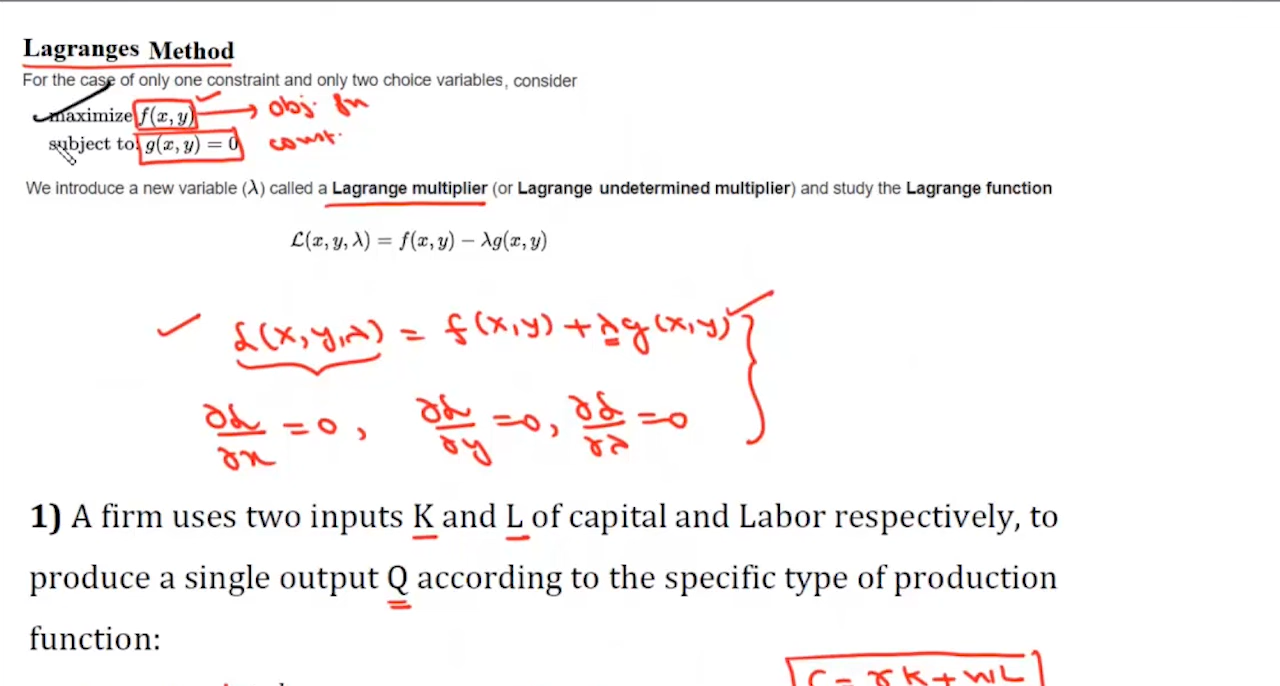 Lagranges Method
For the case of only one constraint and only two choice variables, consider
maximize f(x, y) → obj. fn
subject to: g(x, y) = 0 const.
We introduce a new variable (λ) called a Lagrange multiplier (or Lagrange undetermined multiplier) and study the Lagrange function
ℒ(x, y, λ) = f(x, y) − λg(x, y)
ℒ(x, y, λ) = f(x, y) + λg(x, y)
∂ℒ/∂x = 0, ∂ℒ/∂y = 0, ∂ℒ/∂λ = 0
1) A firm uses two inputs K and L of capital and Labor respectively, to
produce a single output Q according to the specific type of production
function:
C = rK + wL